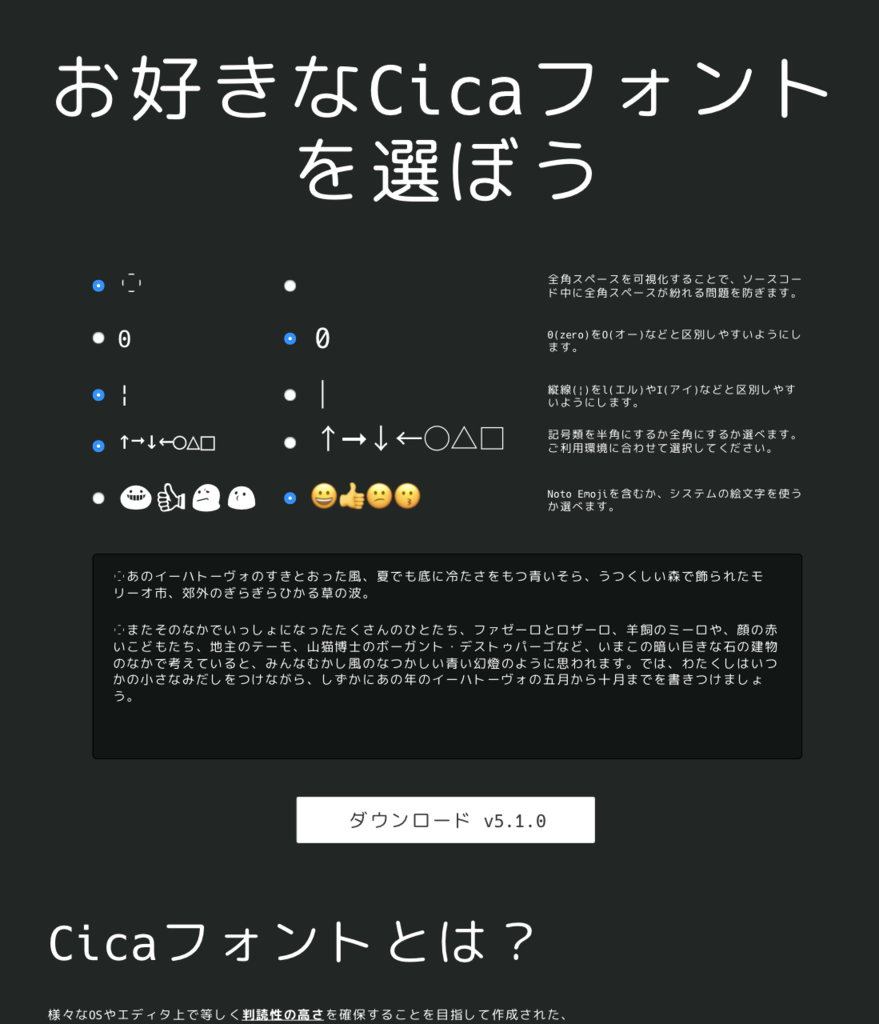 お好きなCicaフォント
を選ぼう
全角スペースを可視化することで、ソースコー
ド中に全角スペースが紛れる問題を防ぎます。
0 0
0(zero)をO(オー)などと区別しやすいようにし
ます。
¦ |
縦線(¦)をl(エル)やI(アイ)などと区別しやす
いようにします。
↑→↓←○△□ ↑→↓←○△□
記号類を半角にするか全角にするか選べます。
ご利用環境に合わせて選択してください。
Noto Emojiを含むか、システムの絵文字を使う
か選べます。
　あのイーハトーヴォのすきとおった風、夏でも底に冷たさをもつ青いそら、うつくしい森で飾られたモ
リーオ市、郊外のぎらぎらひかる草の波。
　またそのなかでいっしょになったたくさんのひとたち、ファゼーロとロザーロ、羊飼のミーロや、顔の赤
いこどもたち、地主のテーモ、山猫博士のボーガント・デストゥパーゴなど、いまこの暗い巨きな石の建物
のなかで考えていると、みんなむかし風のなつかしい青い幻燈のように思われます。では、わたくしはいつ
かの小さなみだしをつけながら、しずかにあの年のイーハトーヴォの五月から十月までを書きつけましょ
う。
ダウンロード v5.1.0
Cicaフォントとは？
様々なOSやエディタ上で等しく判読性の高さを確保することを目指して作成された、